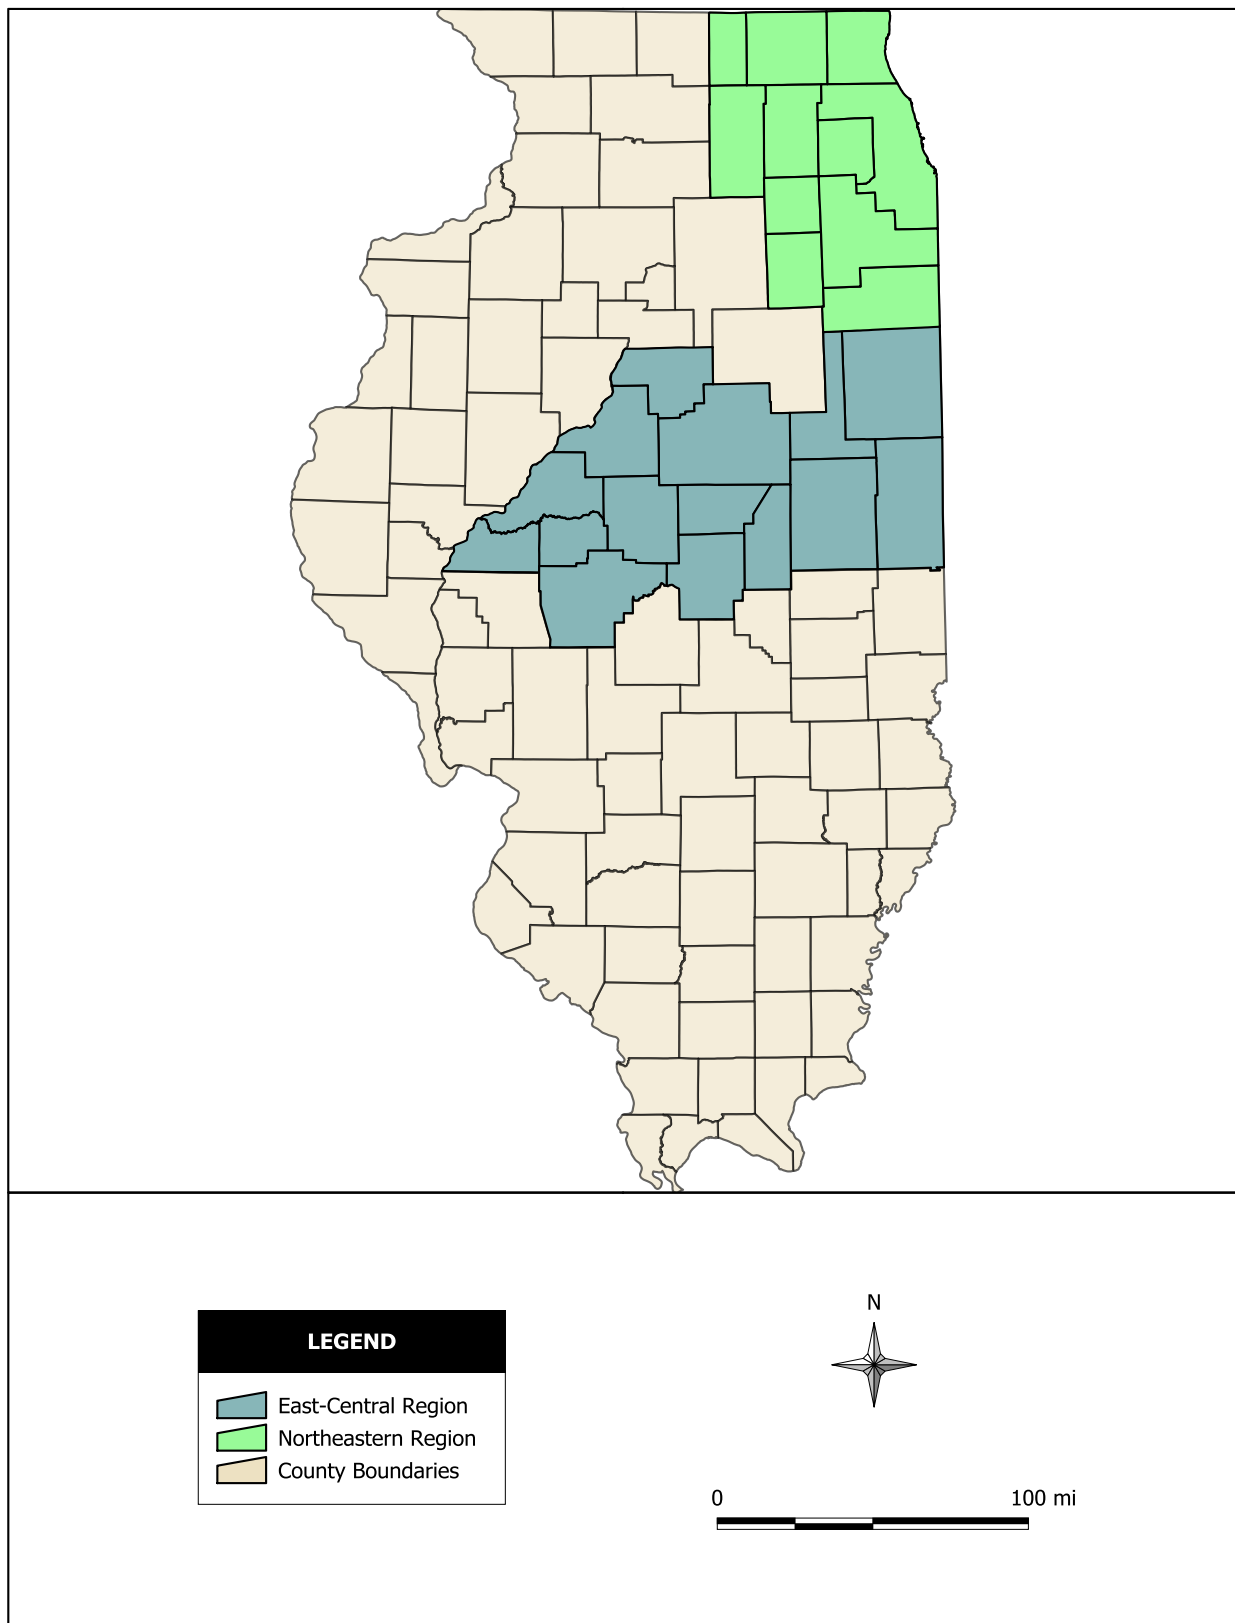 LEGEND
East-Central Region
Northeastern Region
County Boundaries
N
0 100 mi